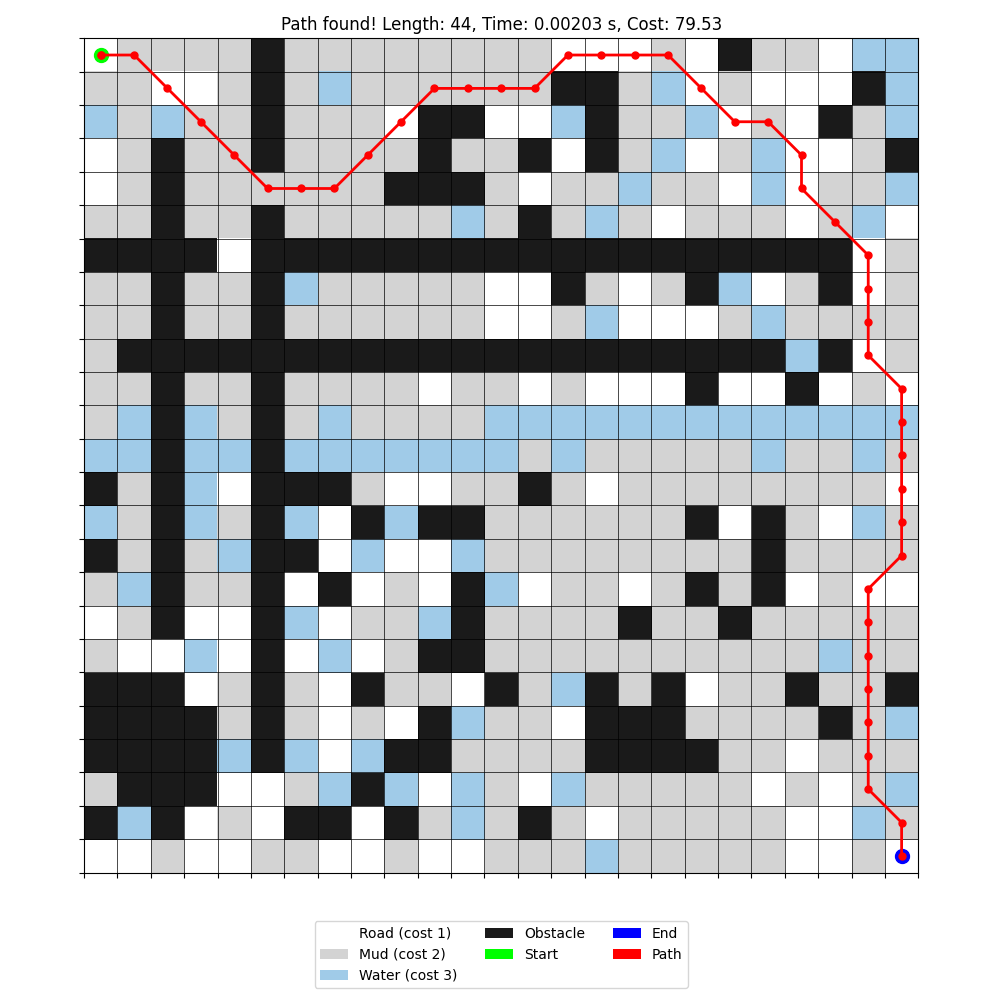 Path found! Length: 44, Time: 0.00203 s, Cost: 79.53
Road (cost 1)
Mud (cost 2)
Water (cost 3)
Obstacle
Start
End
Path